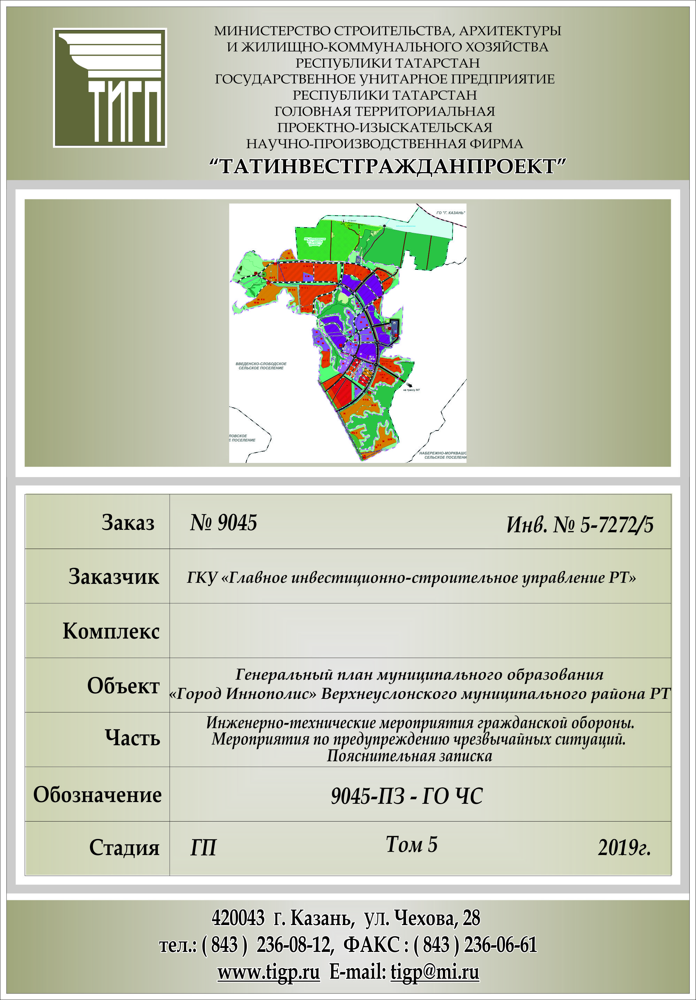 ТИГП
МИНИСТЕРСТВО СТРОИТЕЛЬСТВА, АРХИТЕКТУРЫ
И ЖИЛИЩНО-КОММУНАЛЬНОГО ХОЗЯЙСТВА
РЕСПУБЛИКИ ТАТАРСТАН
ГОСУДАРСТВЕННОЕ УНИТАРНОЕ ПРЕДПРИЯТИЕ
РЕСПУБЛИКИ ТАТАРСТАН
ГОЛОВНАЯ ТЕРРИТОРИАЛЬНАЯ
ПРОЕКТНО-ИЗЫСКАТЕЛЬСКАЯ
НАУЧНО-ПРОИЗВОДСТВЕННАЯ ФИРМА
“ТАТИНВЕСТГРАЖДАНПРОЕКТ”
ГО "Г. КАЗАНЬ"
ВВЕДЕНСКО-СЛОБОДСКОЕ
СЕЛЬСКОЕ ПОСЕЛЕНИЕ
на трассу М7
ЛОВСКОЕ
Е ПОСЕЛЕНИЕ
НАБЕРЕЖНО-МОРКВАШС
СЕЛЬСКОЕ ПОСЕЛЕНИ
Заказ № 9045 Инв. № 5-7272/5
Заказчик ГКУ «Главное инвестиционно-строительное управление РТ»
Комплекс
Объект Генеральный план муниципального образования
«Город Иннополис» Верхнеуслонского муниципального района РТ
Часть Инженерно-технические мероприятия гражданской обороны.
Мероприятия по предупреждению чрезвычайных ситуаций.
Пояснительная записка
Обозначение 9045-ПЗ - ГО ЧС
Стадия ГП Том 5 2019г.
420043 г. Казань, ул. Чехова, 28
тел.: ( 843 ) 236-08-12, ФАКС : ( 843 ) 236-06-61
www.tigp.ru E-mail: tigp@mi.ru